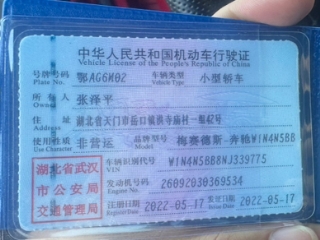 中华人民共和国机动车行驶证
Vehicle License of the People's Republic of China
号牌号码 鄂AG6W02 车辆类型 小型轿车
Plate No. Vehicle Type
所有人 张泽平
Owner
住址 湖北省天门市岳口镇
Address
使用性质 非营运 品牌型号 梅赛德斯-奔驰W1N4N5BB
Use Character Model
湖北省武汉 车辆识别代号 W1N4N5BB8NJ339775
VIN
市公安局 发动机号码 26092030369534
Engine No.
交通管理局 注册日期 2022-05-17 发证日期 2022-05-17
Register Date Issue Date